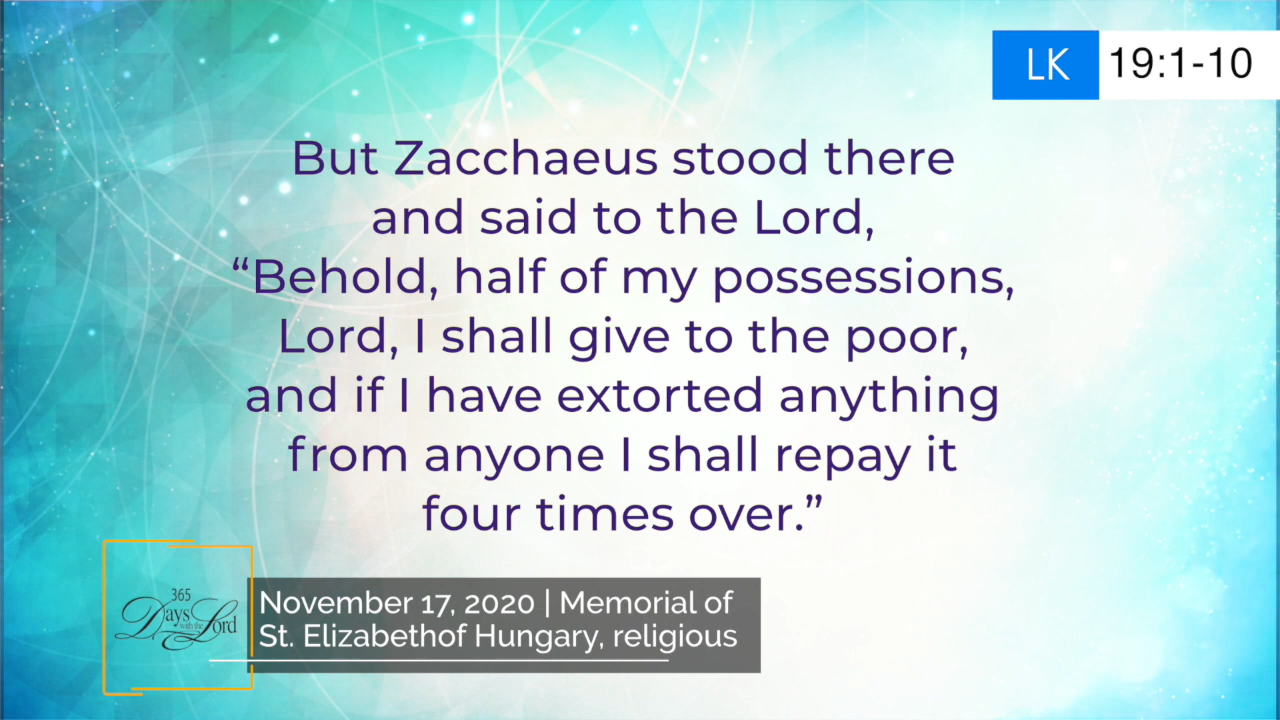 LK 19:1-10
But Zacchaeus stood there
and said to the Lord,
“Behold, half of my possessions,
Lord, I shall give to the poor,
and if I have extorted anything
from anyone I shall repay it
four times over.”
365
Days
with the
Lord
November 17, 2020 | Memorial of
St. Elizabethof Hungary, religious